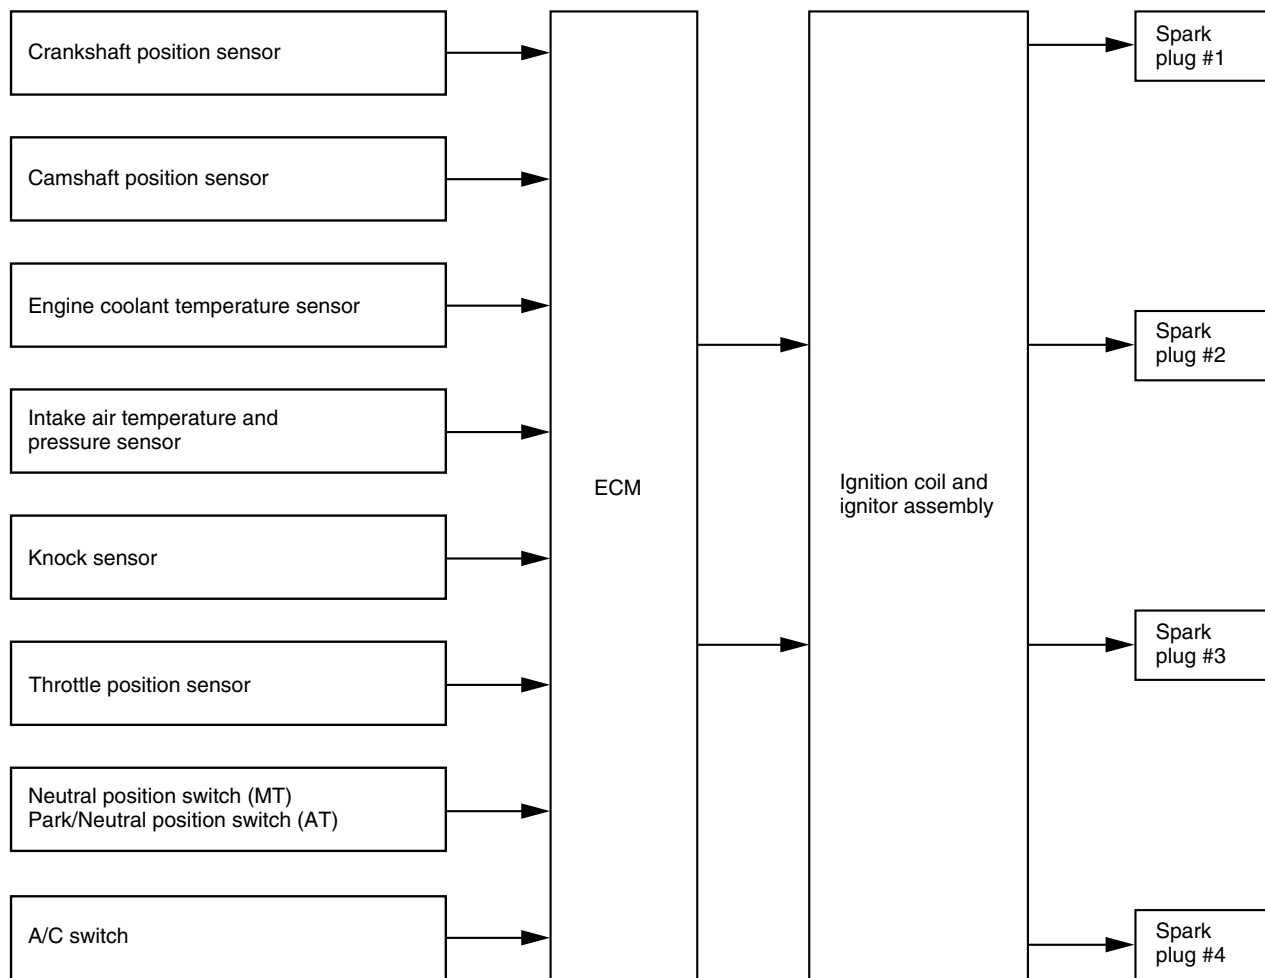 Crankshaft position sensor
Camshaft position sensor
Engine coolant temperature sensor
Intake air temperature and
pressure sensor
Knock sensor
Throttle position sensor
Neutral position switch (MT)
Park/Neutral position switch (AT)
A/C switch
ECM
Ignition coil and
ignitor assembly
Spark
plug #1
Spark
plug #2
Spark
plug #3
Spark
plug #4